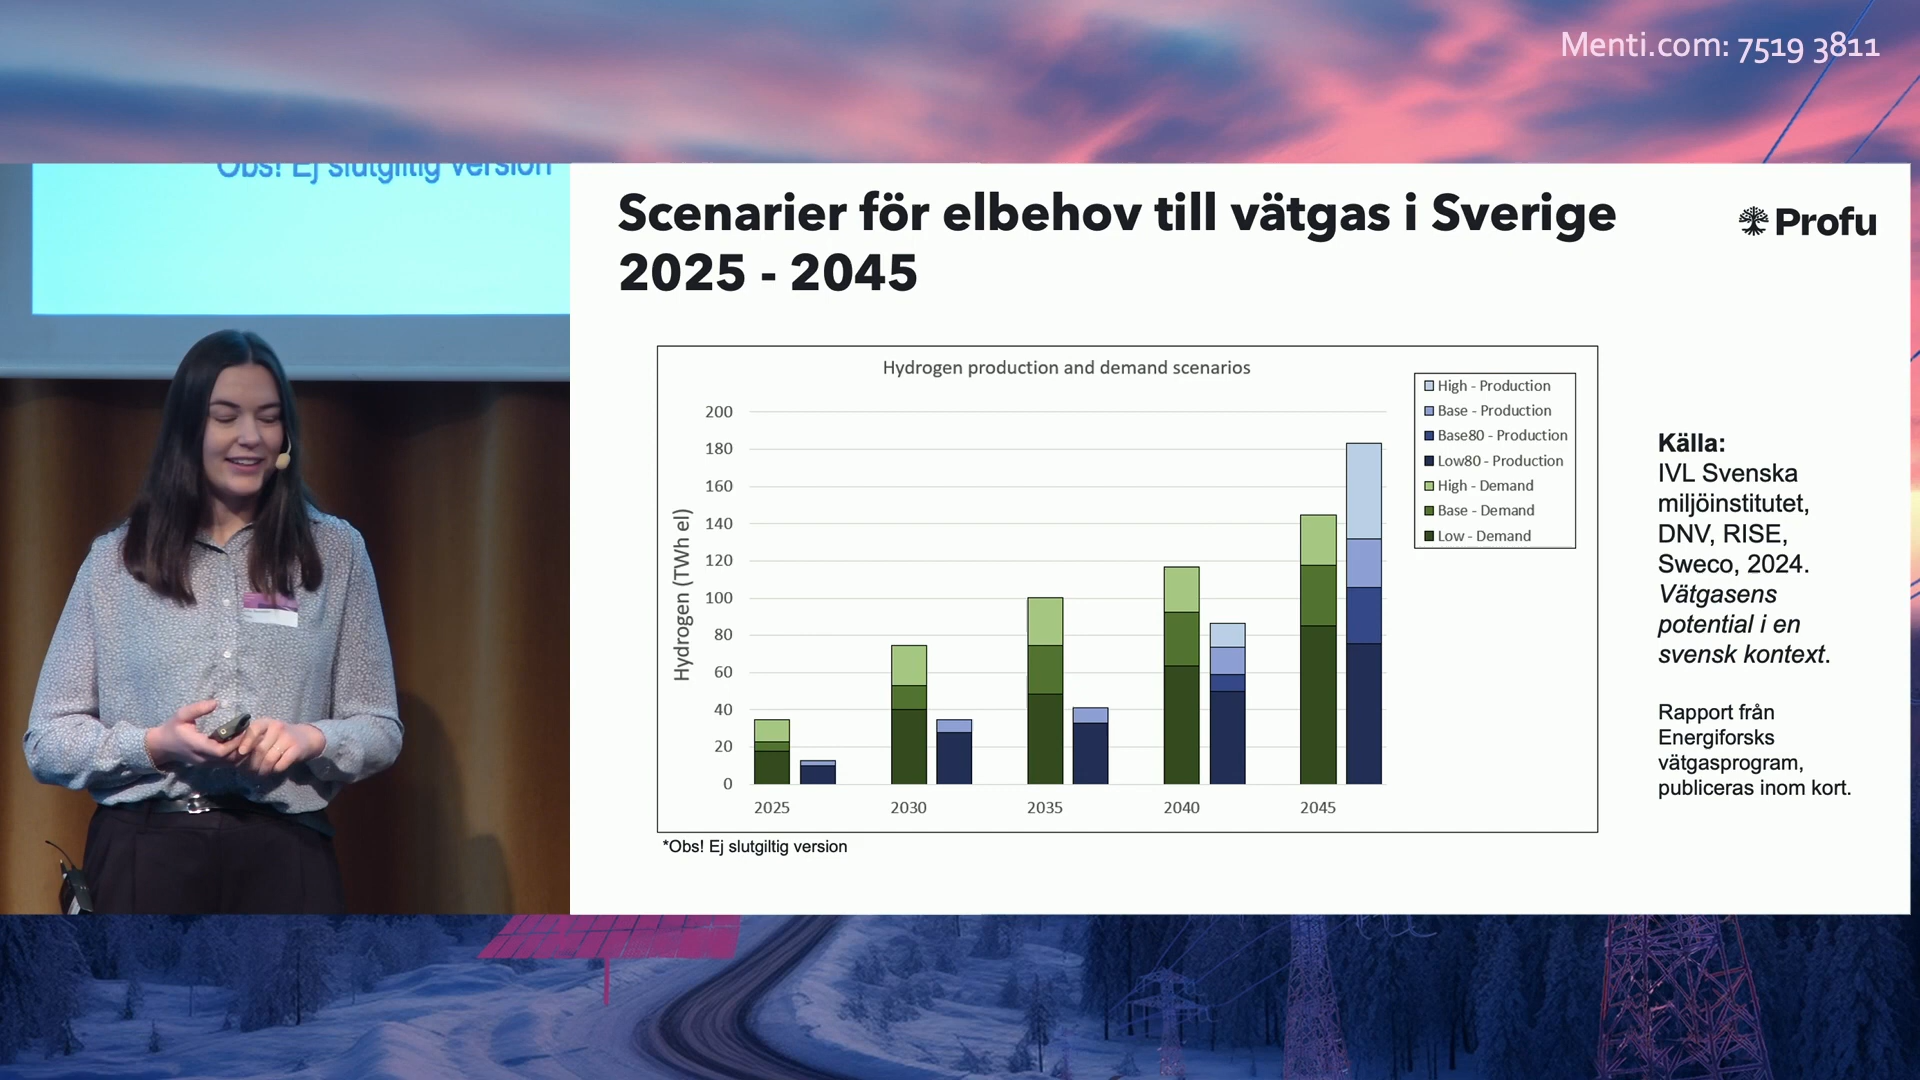 Menti.com: 7519 3811
Obs! Ej slutgiltig version
Scenarier för elbehov till vätgas i Sverige
2025 - 2045
Profu
Hydrogen production and demand scenarios
Hydrogen (TWh el)
200
180
160
140
120
100
80
60
40
20
0
2025
2030
2035
2040
2045
High - Production
Base - Production
Base80 - Production
Low80 - Production
High - Demand
Base - Demand
Low - Demand
*Obs! Ej slutgiltig version
Källa:
IVL Svenska
miljöinstitutet,
DNV, RISE,
Sweco, 2024.
Vätgasens
potential i en
svensk kontext.
Rapport från
Energiforsks
vätgasprogram,
publiceras inom kort.